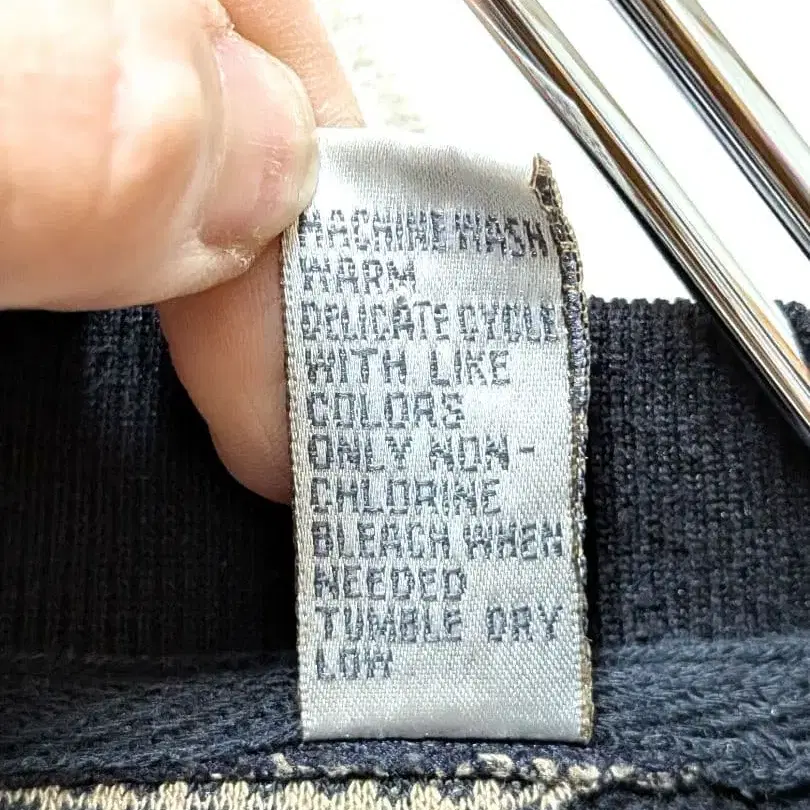 MACHINE WASH
WARM
DELICATE CYCLE
WITH LIKE
COLORS
ONLY NON-
CHLORINE
BLEACH WHEN
NEEDED
TUMBLE DRY
LOW